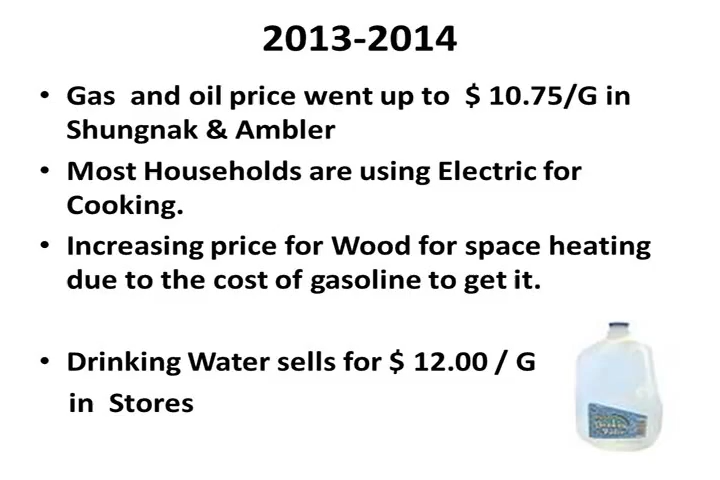 2013-2014
• Gas and oil price went up to $ 10.75/G in
Shungnak & Ambler
• Most Households are using Electric for
Cooking.
• Increasing price for Wood for space heating
due to the cost of gasoline to get it.
• Drinking Water sells for $ 12.00 / G
in Stores
Drinking
Water